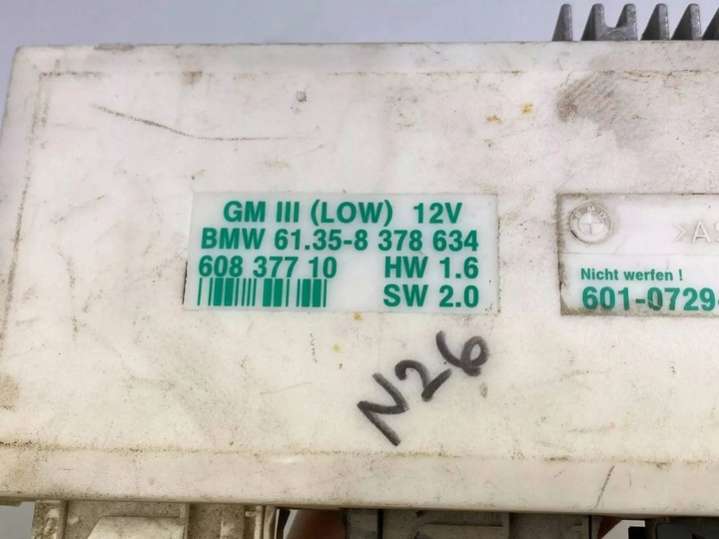 GM III (LOW) 12V
BMW 61.35-8 378 634
608 377 10 HW 1.6
SW 2.0
Nicht werfen !
601-0729-
N26